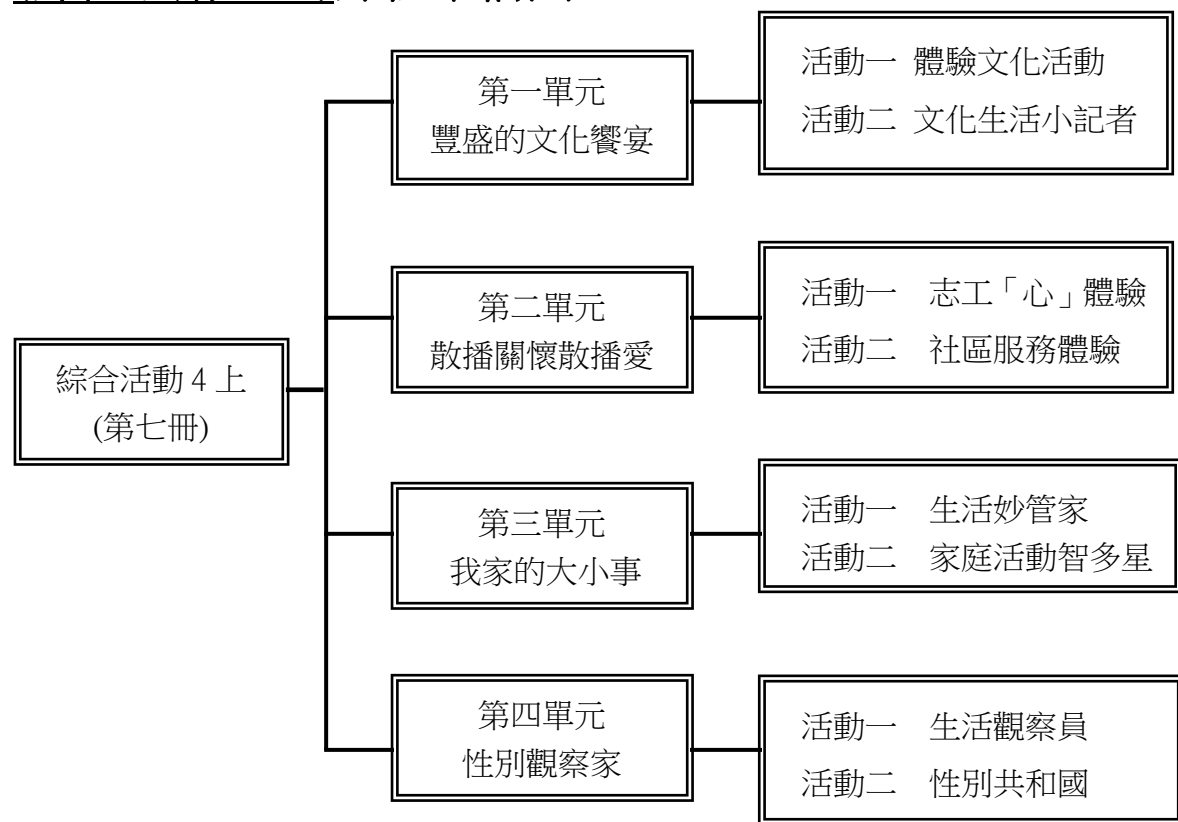 綜合活動 4 上
(第七冊)
第一單元
豐盛的文化饗宴
活動一 體驗文化活動
活動二 文化生活小記者
第二單元
散播關懷散播愛
活動一 志工「心」體驗
活動二 社區服務體驗
第三單元
我家的大小事
活動一 生活妙管家
活動二 家庭活動智多星
第四單元
性別觀察家
活動一 生活觀察員
活動二 性別共和國